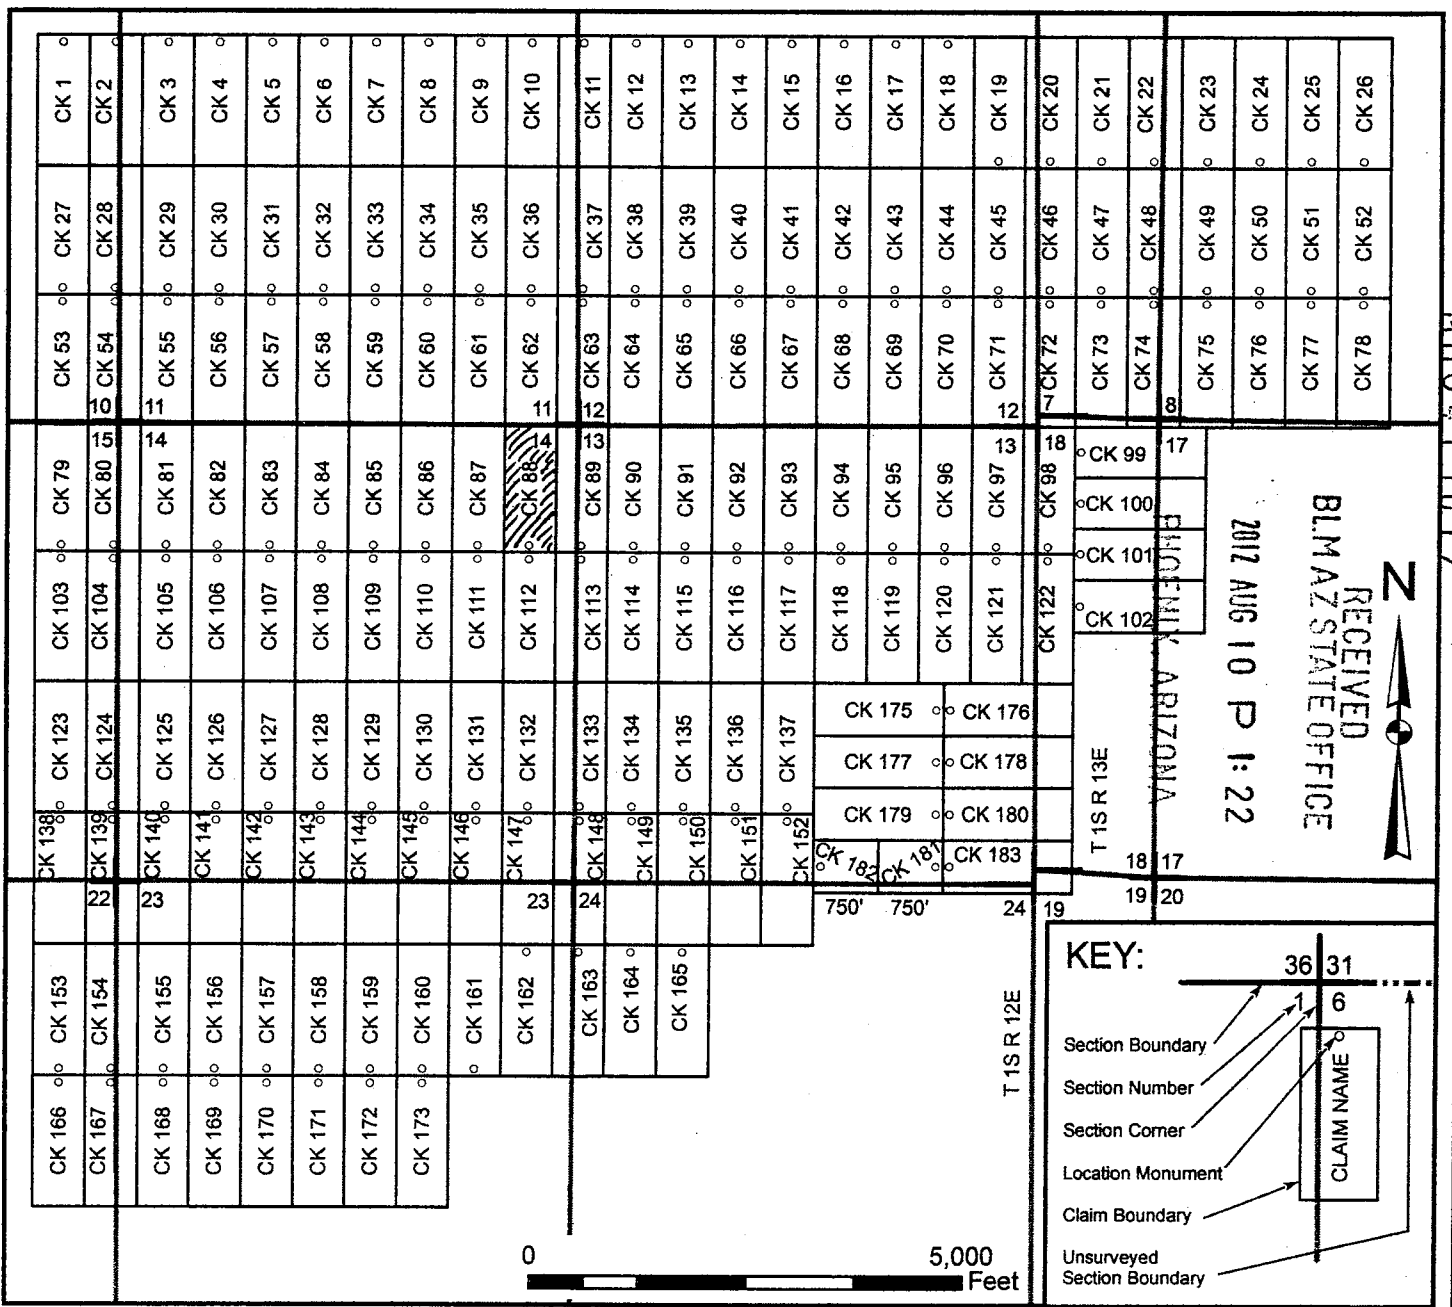 CK 1 CK 2 CK 3 CK 4 CK 5 CK 6 CK 7 CK 8 CK 9 CK 10 CK 11 CK 12 CK 13 CK 14 CK 15 CK 16 CK 17 CK 18 CK 19 CK 20 CK 21 CK 22 CK 23 CK 24 CK 25 CK 26
CK 27 CK 28 CK 29 CK 30 CK 31 CK 32 CK 33 CK 34 CK 35 CK 36 CK 37 CK 38 CK 39 CK 40 CK 41 CK 42 CK 43 CK 44 CK 45 CK 46 CK 47 CK 48 CK 49 CK 50 CK 51 CK 52
CK 53 CK 54 CK 55 CK 56 CK 57 CK 58 CK 59 CK 60 CK 61 CK 62 CK 63 CK 64 CK 65 CK 66 CK 67 CK 68 CK 69 CK 70 CK 71 CK 72 CK 73 CK 74 CK 75 CK 76 CK 77 CK 78
10 11 11 12 12 7 8
15 14 14 13 13 18 17
CK 79 CK 80 CK 81 CK 82 CK 83 CK 84 CK 85 CK 86 CK 87 CK 88 CK 89 CK 90 CK 91 CK 92 CK 93 CK 94 CK 95 CK 96 CK 97 CK 98
CK 99
CK 100
CK 101
CK 102
CK 103 CK 104 CK 105 CK 106 CK 107 CK 108 CK 109 CK 110 CK 111 CK 112 CK 113 CK 114 CK 115 CK 116 CK 117 CK 118 CK 119 CK 120 CK 121 CK 122
CK 123 CK 124 CK 125 CK 126 CK 127 CK 128 CK 129 CK 130 CK 131 CK 132 CK 133 CK 134 CK 135 CK 136 CK 137
CK 175 CK 176
CK 177 CK 178
CK 179 CK 180
CK 182 CK 181 CK 183
CK 138 CK 139 CK 140 CK 141 CK 142 CK 143 CK 144 CK 145 CK 146 CK 147 CK 148 CK 149 CK 150 CK 151 CK 152
18 17
22 23 23 24 750' 750' 24 19 19 20
CK 153 CK 154 CK 155 CK 156 CK 157 CK 158 CK 159 CK 160 CK 161 CK 162 CK 163 CK 164 CK 165
CK 166 CK 167 CK 168 CK 169 CK 170 CK 171 CK 172 CK 173
T 1S R 13E
T 1S R 12E
N
RECEIVED
BLM AZ STATE OFFICE
2012 AUG 10 P 1:22
PHOENIX, ARIZONA
KEY:
36 31
1 6
Section Boundary
Section Number
Section Corner
Location Monument
Claim Boundary
Unsurveyed
Section Boundary
CLAIM NAME
0 5,000
Feet